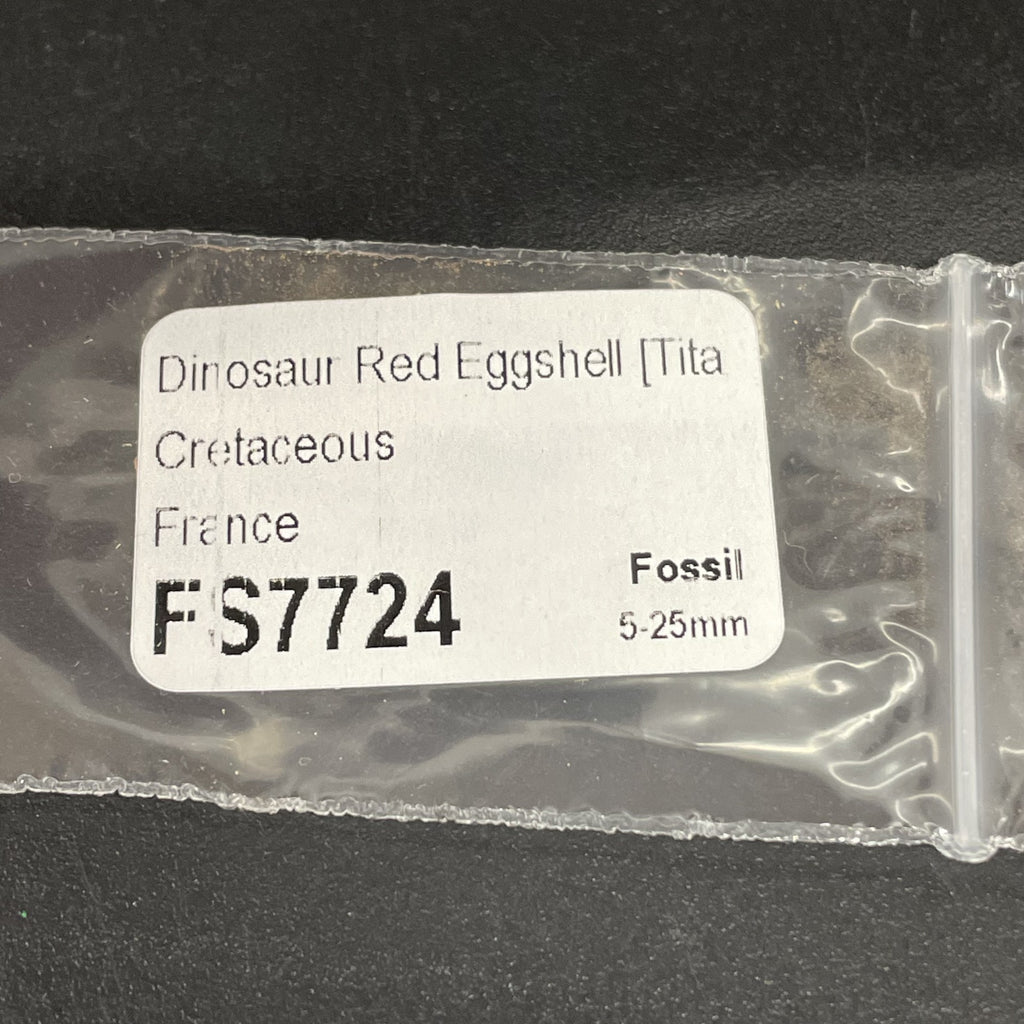 Dinosaur Red Eggshell [Tita
Cretaceous
France
FS7724
Fossil
5-25mm